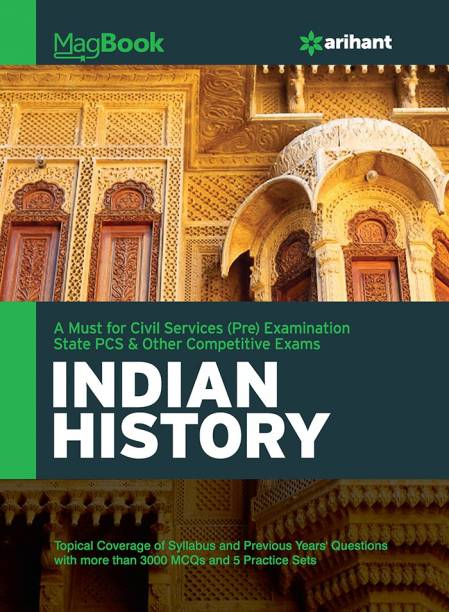 MagBook
arihant
A Must for Civil Services (Pre) Examination
State PCS & Other Competitive Exams
INDIAN
HISTORY
Topical Coverage of Syllabus and Previous Years' Questions
with more than 3000 MCQs and 5 Practice Sets